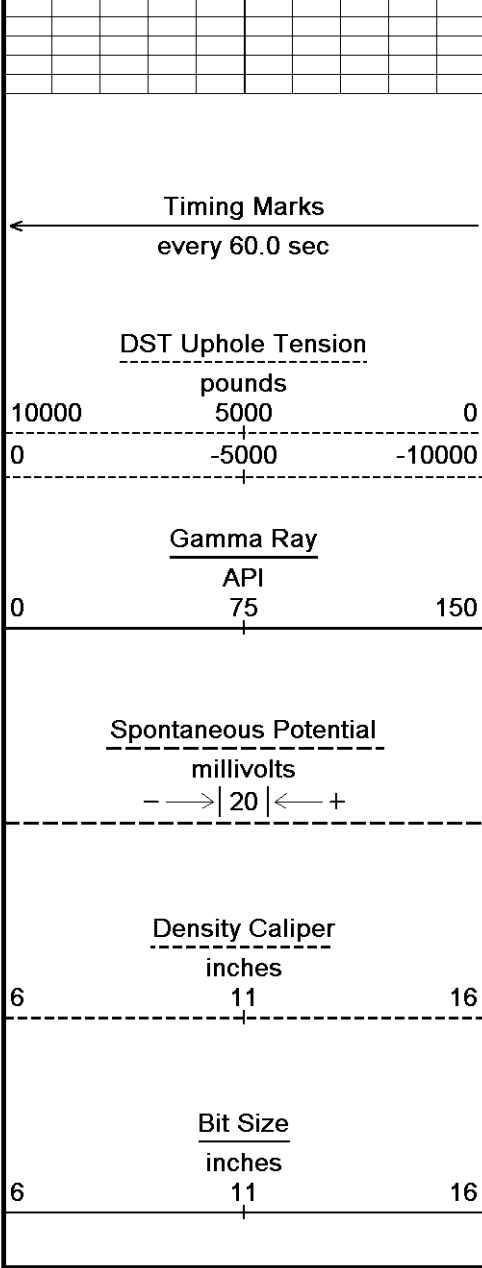 Timing Marks
every 60.0 sec
DST Uphole Tension
pounds
10000 5000 0
0 -5000 -10000
Gamma Ray
API
0 75 150
Spontaneous Potential
millivolts
− →|20|← +
Density Caliper
inches
6 11 16
Bit Size
inches
6 11 16